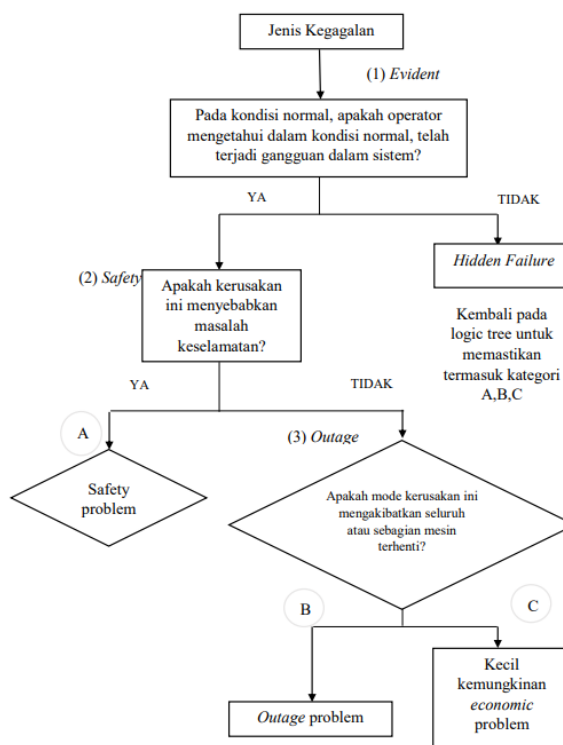 Jenis Kegagalan
(1) Evident
Pada kondisi normal, apakah operator
mengetahui dalam kondisi normal, telah
terjadi gangguan dalam sistem?
YA
TIDAK
(2) Safety
Apakah kerusakan
ini menyebabkan
masalah
keselamatan?
Hidden Failure
Kembali pada
logic tree untuk
memastikan
termasuk kategori
A,B,C
YA
TIDAK
A
(3) Outage
Safety
problem
Apakah mode kerusakan ini
mengakibatkan seluruh
atau sebagian mesin
terhenti?
B
C
Outage problem
Kecil
kemungkinan
economic
problem